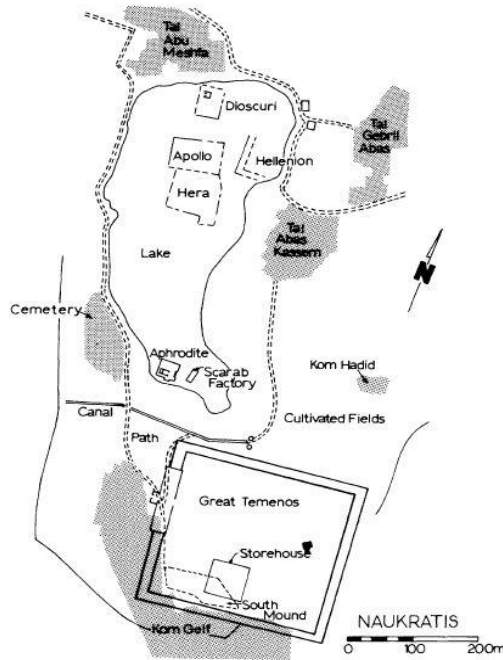 Tal
Abu
Meshfa
Dioscuri
Tal
Gebril
Abas
Apollo
Hellenion
Hera
Tal
Abas
Kassem
Lake
N
Cemetery
Aphrodite
Scarab
Factory
Kom Hadid
Canal
Cultivated Fields
Path
Great Temenos
Storehouse
South
Mound
Kom Geif
NAUKRATIS
0 100 200m